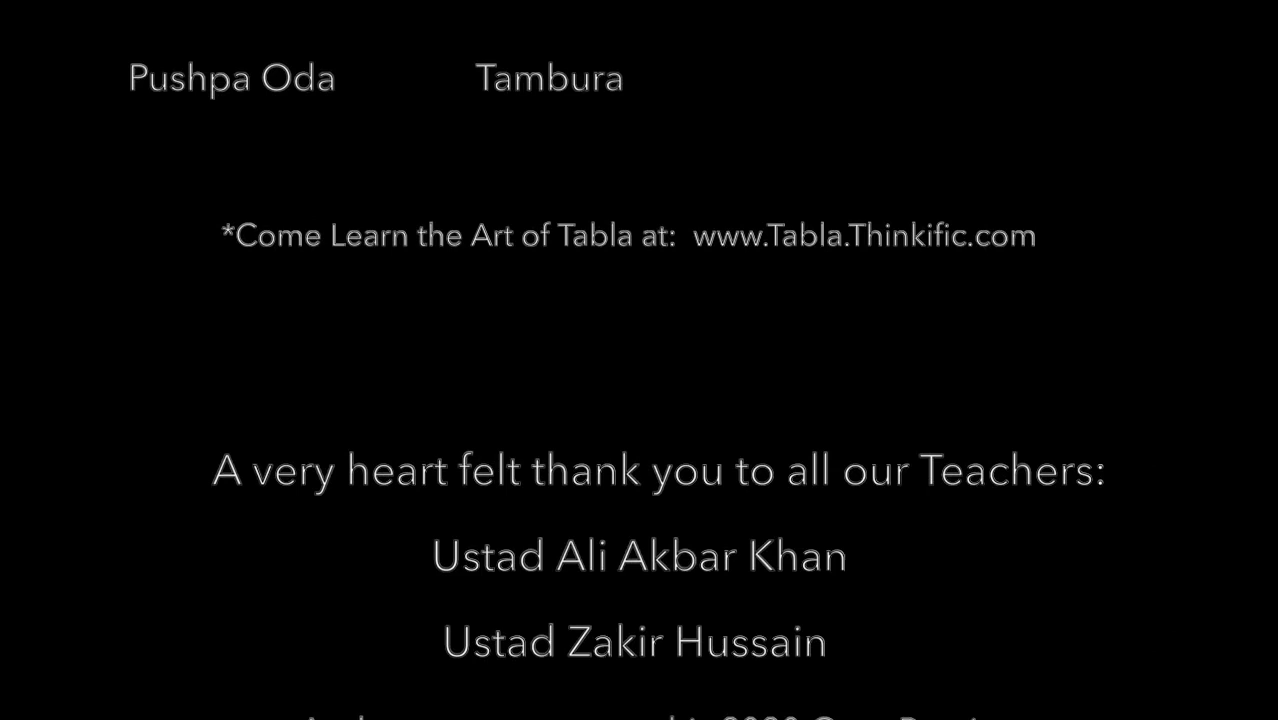 Pushpa Oda Tambura
*Come Learn the Art of Tabla at: www.Tabla.Thinkific.com
A very heart felt thank you to all our Teachers:
Ustad Ali Akbar Khan
Ustad Zakir Hussain